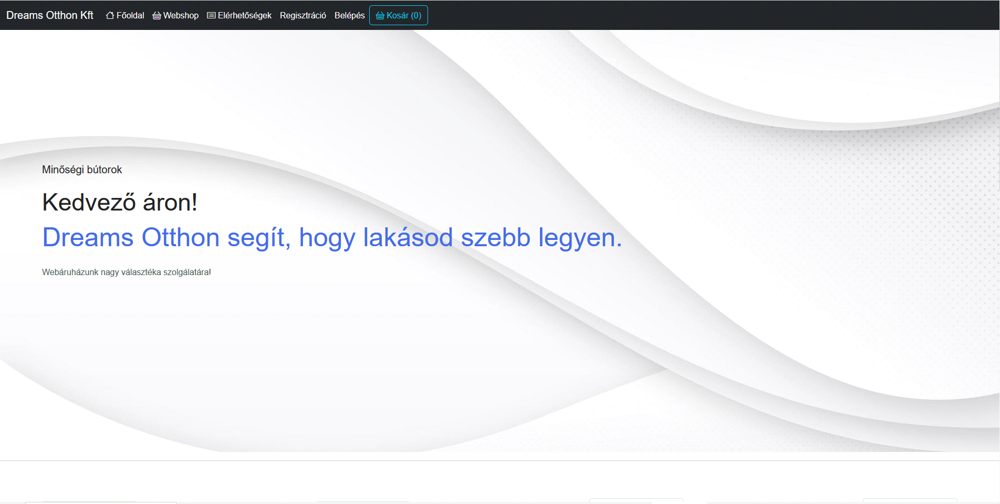 Dreams Otthon Kft Főoldal Webshop Elérhetőségek Regisztráció Belépés Kosár (0)
Minőségi bútorok
Kedvező áron!
Dreams Otthon segít, hogy lakásod szebb legyen.
Webáruházunk nagy választéka szolgálatára!